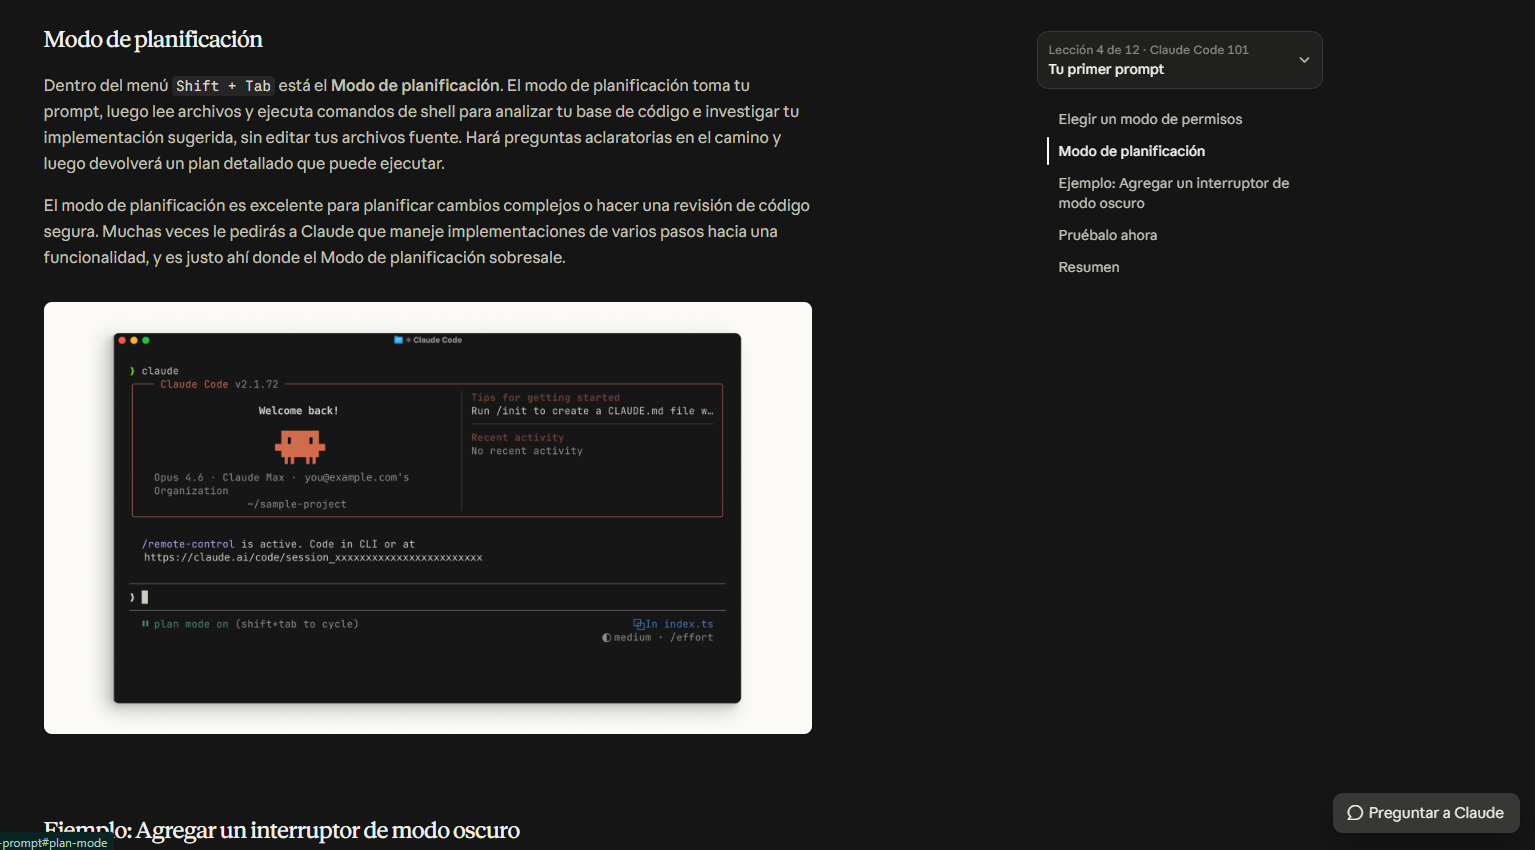 Modo de planificación
Dentro del menú Shift + Tab está el Modo de planificación. El modo de planificación toma tu
prompt, luego lee archivos y ejecuta comandos de shell para analizar tu base de código e investigar tu
implementación sugerida, sin editar tus archivos fuente. Hará preguntas aclaratorias en el camino y
luego devolverá un plan detallado que puede ejecutar.
El modo de planificación es excelente para planificar cambios complejos o hacer una revisión de código
segura. Muchas veces le pedirás a Claude que maneje implementaciones de varios pasos hacia una
funcionalidad, y es justo ahí donde el Modo de planificación sobresale.
✳ Claude Code
❯ claude
Claude Code v2.1.72
Welcome back!
Opus 4.6 · Claude Max · you@example.com's
Organization
~/sample-project
Tips for getting started
Run /init to create a CLAUDE.md file w…
Recent activity
No recent activity
/remote-control is active. Code in CLI or at
https://claude.ai/code/session_xxxxxxxxxxxxxxxxxxxxxxxx
❯
⏸ plan mode on (shift+tab to cycle)
⧉ In index.ts
◐ medium · /effort
Ejemplo: Agregar un interruptor de modo oscuro
-prompt#plan-mode
Lección 4 de 12 · Claude Code 101
Tu primer prompt
Elegir un modo de permisos
Modo de planificación
Ejemplo: Agregar un interruptor de
modo oscuro
Pruébalo ahora
Resumen
Preguntar a Claude